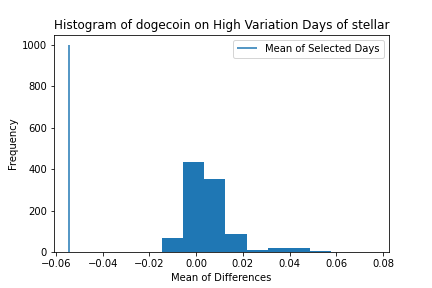 Histogram of dogecoin on High Variation Days of stellar
Mean of Selected Days
Frequency
1000
800
600
400
200
0
−0.06 −0.04 −0.02 0.00 0.02 0.04 0.06 0.08
Mean of Differences